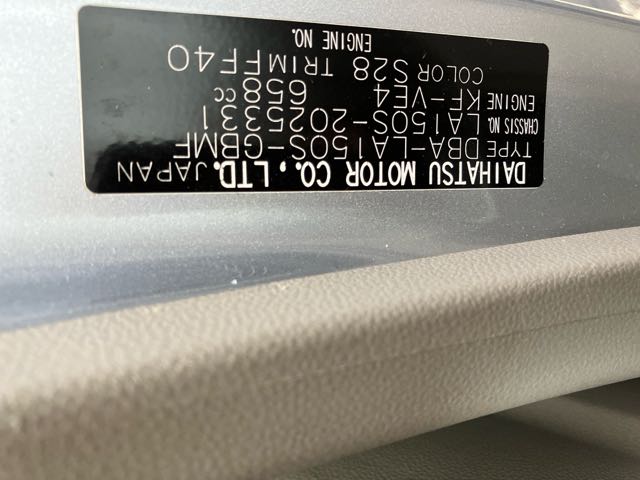 DAIHATSU MOTOR CO., LTD. JAPAN
TYPE DBA-LA150S-GBMF
CHASSIS NO. LA150S-2025331
ENGINE KF-VE4 658 cc
COLOR S28 TRIM FF40
ENGINE NO.